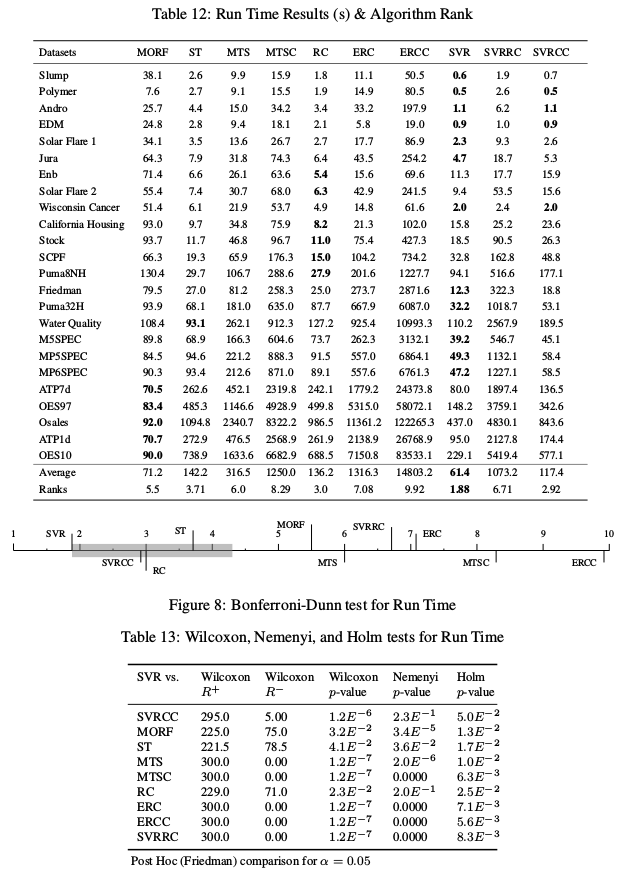 Table 12: Run Time Results (s) & Algorithm Rank
Datasets MORF ST MTS MTSC RC ERC ERCC SVR SVRRC SVRCC
Slump 38.1 2.6 9.9 15.9 1.8 11.1 50.5 0.6 1.9 0.7
Polymer 7.6 2.7 9.1 15.5 1.9 14.9 80.5 0.5 2.6 0.5
Andro 25.7 4.4 15.0 34.2 3.4 33.2 197.9 1.1 6.2 1.1
EDM 24.8 2.8 9.4 18.1 2.1 5.8 19.0 0.9 1.0 0.9
Solar Flare 1 34.1 3.5 13.6 26.7 2.7 17.7 86.9 2.3 9.3 2.6
Jura 64.3 7.9 31.8 74.3 6.4 43.5 254.2 4.7 18.7 5.3
Enb 71.4 6.6 26.1 63.6 5.4 15.6 69.6 11.3 17.7 15.9
Solar Flare 2 55.4 7.4 30.7 68.0 6.3 42.9 241.5 9.4 53.5 15.6
Wisconsin Cancer 51.4 6.1 21.9 53.7 4.9 14.8 61.6 2.0 2.4 2.0
California Housing 93.0 9.7 34.8 75.9 8.2 21.3 102.0 15.8 25.2 23.6
Stock 93.7 11.7 46.8 96.7 11.0 75.4 427.3 18.5 90.5 26.3
SCPF 66.3 19.3 65.9 176.3 15.0 104.2 734.2 32.8 162.8 48.8
Puma8NH 130.4 29.7 106.7 288.6 27.9 201.6 1227.7 94.1 516.6 177.1
Friedman 79.5 27.0 81.2 258.3 25.0 273.7 2871.6 12.3 322.3 18.8
Puma32H 93.9 68.1 181.0 635.0 87.7 667.9 6087.0 32.2 1018.7 53.1
Water Quality 108.4 93.1 262.1 912.3 127.2 925.4 10993.3 110.2 2567.9 189.5
M5SPEC 89.8 68.9 166.3 604.6 73.7 262.3 3132.1 39.2 546.7 45.1
MP5SPEC 84.5 94.6 221.2 888.3 91.5 557.0 6864.1 49.3 1132.1 58.4
MP6SPEC 90.3 93.4 212.6 871.0 89.1 557.6 6761.3 47.2 1227.1 58.5
ATP7d 70.5 262.6 452.1 2319.8 242.1 1779.2 24373.8 80.0 1897.4 136.5
OES97 83.4 485.3 1146.6 4928.9 499.8 5315.0 58072.1 148.2 3759.1 342.6
Osales 92.0 1094.8 2340.7 8322.2 986.5 11361.2 122265.3 437.0 4830.1 843.6
ATP1d 70.7 272.9 476.5 2568.9 261.9 2138.9 26768.9 95.0 2127.8 174.4
OES10 90.0 738.9 1633.6 6682.9 688.5 7150.8 83533.1 229.1 5419.4 577.1
Average 71.2 142.2 316.5 1250.0 136.2 1316.3 14803.2 61.4 1073.2 117.4
Ranks 5.5 3.71 6.0 8.29 3.0 7.08 9.92 1.88 6.71 2.92
1 2 3 4 5 6 7 8 9 10
SVR ST MORF SVRRC ERC
SVRCC RC MTS MTSC ERCC
Figure 8: Bonferroni-Dunn test for Run Time
Table 13: Wilcoxon, Nemenyi, and Holm tests for Run Time
SVR vs. Wilcoxon Wilcoxon Wilcoxon Nemenyi Holm
R⁺ R⁻ p-value p-value p-value
SVRCC 295.0 5.00 1.2E⁻⁶ 2.3E⁻¹ 5.0E⁻²
MORF 225.0 75.0 3.2E⁻² 3.4E⁻⁵ 1.3E⁻²
ST 221.5 78.5 4.1E⁻² 3.6E⁻² 1.7E⁻²
MTS 300.0 0.00 1.2E⁻⁷ 2.0E⁻⁶ 1.0E⁻²
MTSC 300.0 0.00 1.2E⁻⁷ 0.0000 6.3E⁻³
RC 229.0 71.0 2.3E⁻² 2.0E⁻¹ 2.5E⁻²
ERC 300.0 0.00 1.2E⁻⁷ 0.0000 7.1E⁻³
ERCC 300.0 0.00 1.2E⁻⁷ 0.0000 5.6E⁻³
SVRRC 300.0 0.00 1.2E⁻⁷ 0.0000 8.3E⁻³
Post Hoc (Friedman) comparison for α = 0.05